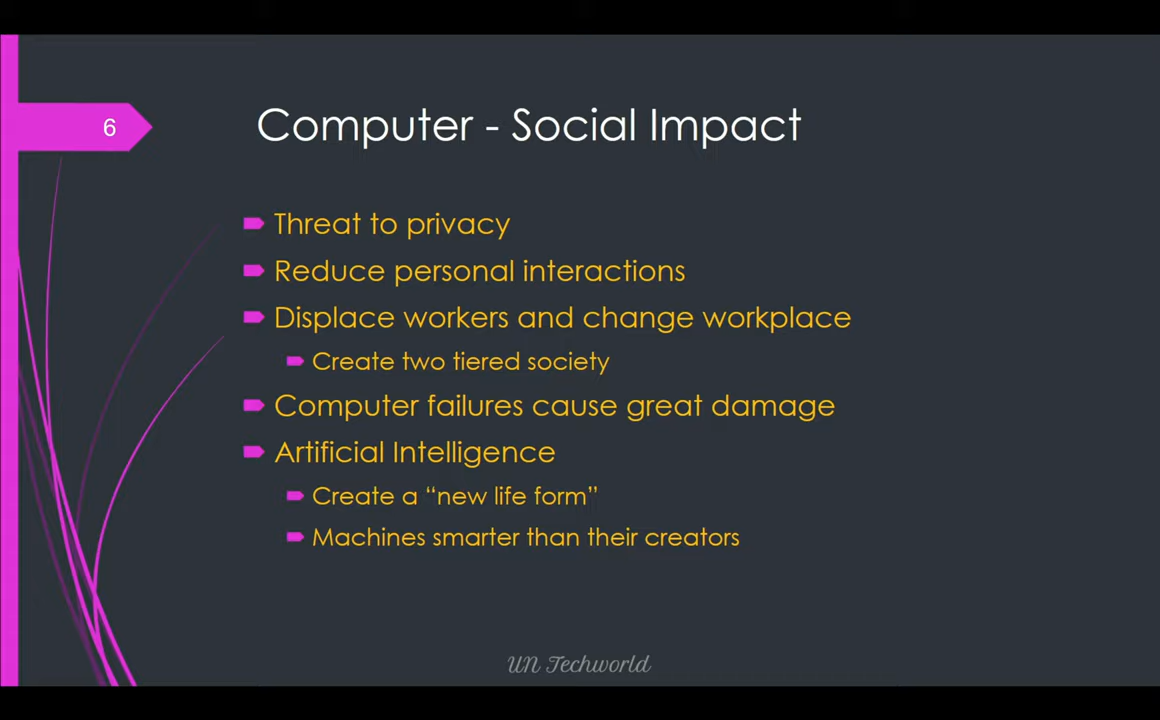 6
Computer - Social Impact
Threat to privacy
Reduce personal interactions
Displace workers and change workplace
Create two tiered society
Computer failures cause great damage
Artificial Intelligence
Create a “new life form”
Machines smarter than their creators
UN Techworld